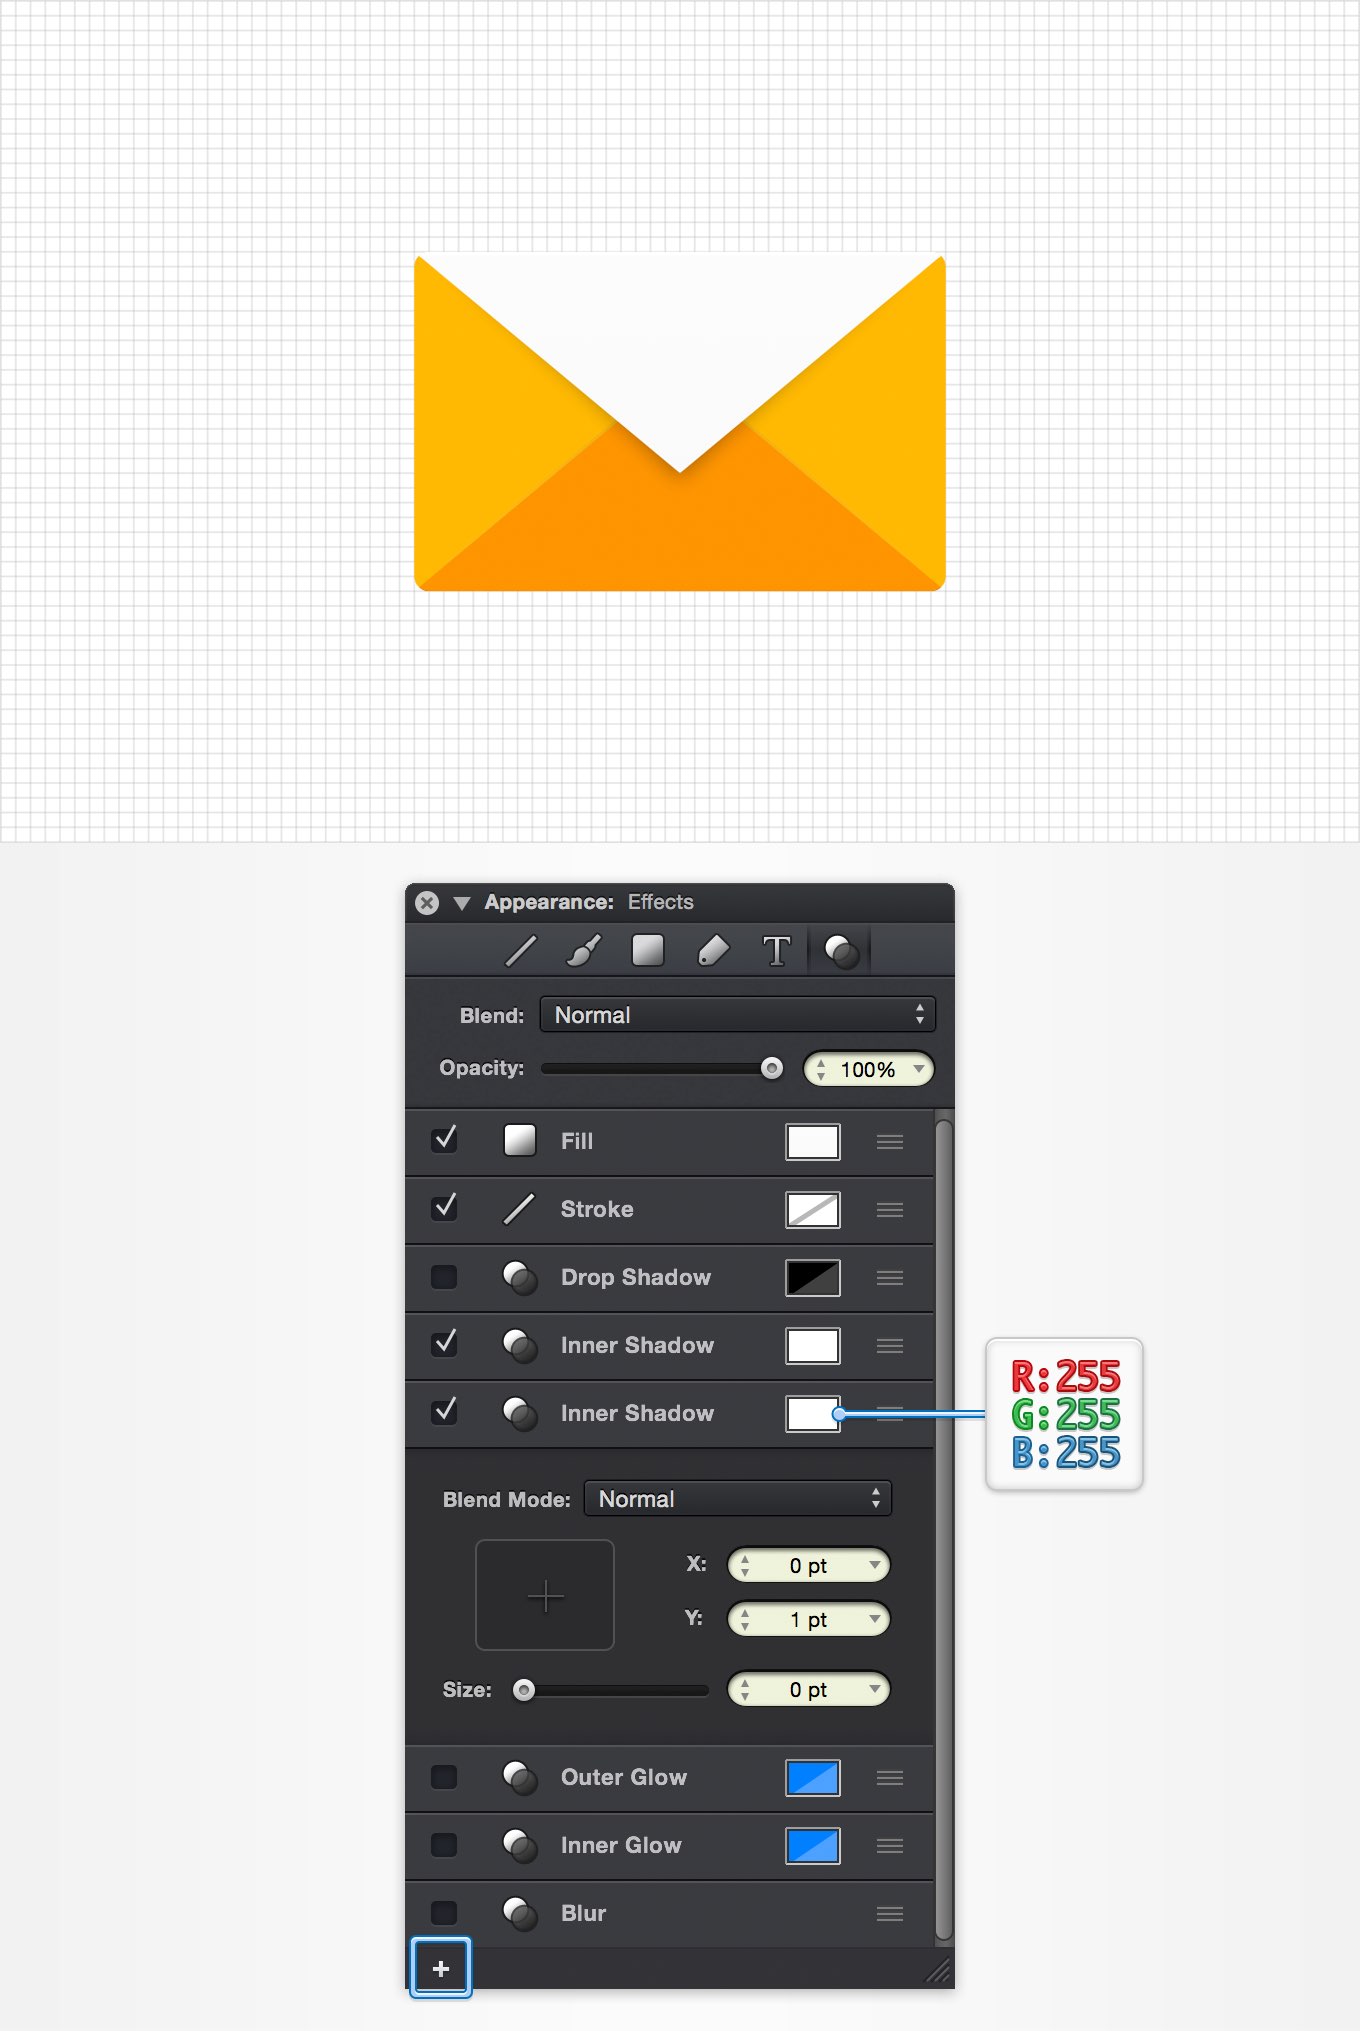 Appearance: Effects
T
Blend: Normal
Opacity: 100%
Fill
Stroke
Drop Shadow
Inner Shadow
Inner Shadow
R:255
G:255
B:255
Blend Mode: Normal
X: 0 pt
Y: 1 pt
Size: 0 pt
Outer Glow
Inner Glow
Blur
+